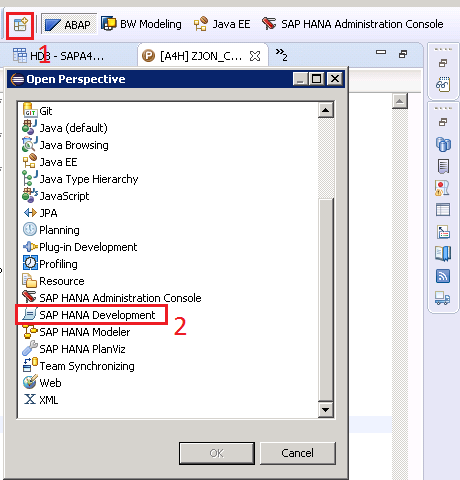 ABAP BW Modeling Java EE SAP HANA Administration Console
1
HDB - SAPA4... [A4H] ZJON_C... »2
Open Perspective
Git
Java (default)
Java Browsing
Java EE
Java Type Hierarchy
JavaScript
JPA
Planning
Plug-in Development
Profiling
Resource
SAP HANA Administration Console
SAP HANA Development
2
SAP HANA Modeler
SAP HANA PlanViz
Team Synchronizing
Web
XML
OK Cancel